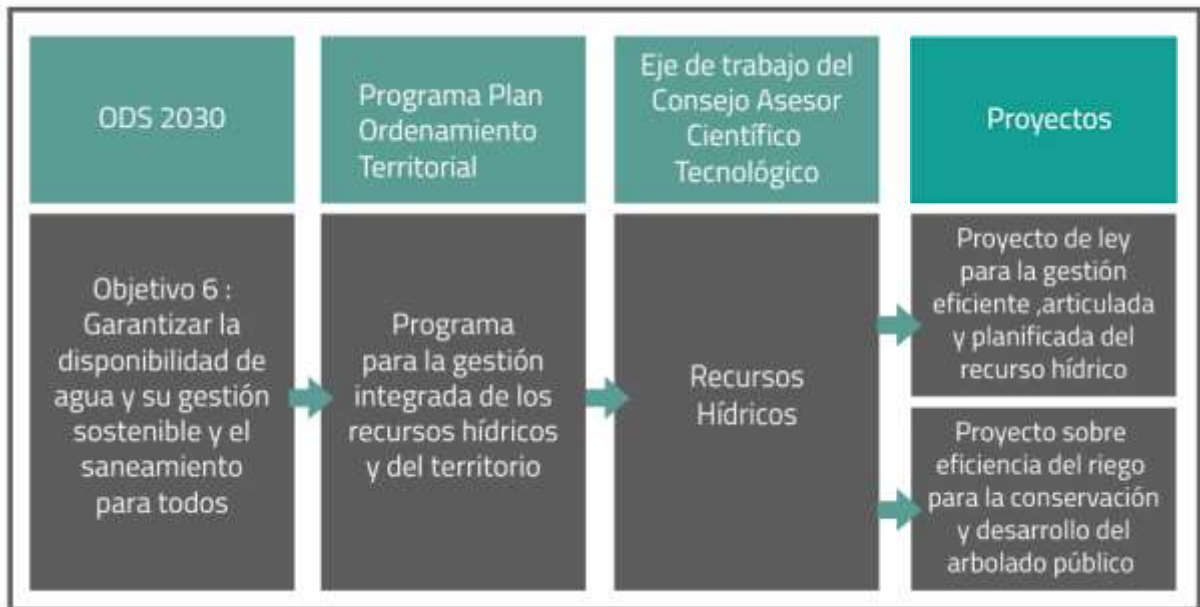 ODS 2030
Programa Plan
Ordenamiento
Territorial
Eje de trabajo del
Consejo Asesor
Científico
Tecnológico
Proyectos
Objetivo 6 :
Garantizar la
disponibilidad de
agua y su gestión
sostenible y el
saneamiento
para todos
Programa
para la gestión
integrada de los
recursos hídricos
y del territorio
Recursos
Hídricos
Proyecto de ley
para la gestión
eficiente ,articulada
y planificada del
recurso hídrico
Proyecto sobre
eficiencia del riego
para la conservación
y desarrollo del
arbolado público